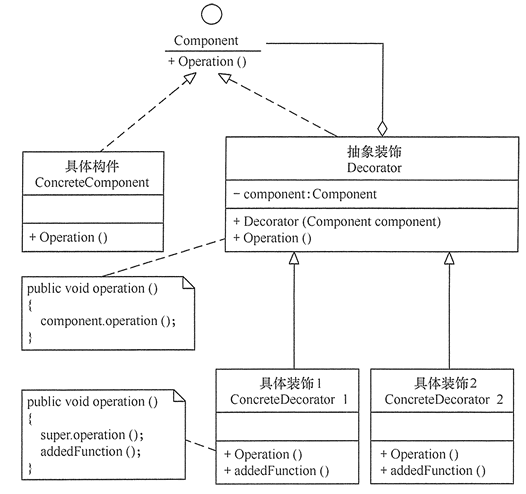 Component
+ Operation ()
具体构件
ConcreteComponent
+ Operation ()
抽象装饰
Decorator
− component:Component
+ Decorator (Component component)
+ Operation ()
public void operation ()
{
component.operation ();
}
具体装饰1
ConcreteDecorator 1
+ Operation ()
+ addedFunction ()
具体装饰2
ConcreteDecorator 2
+ Operation ()
+ addedFunction ()
public void operation ()
{
super.operation ();
addedFunction ();
}